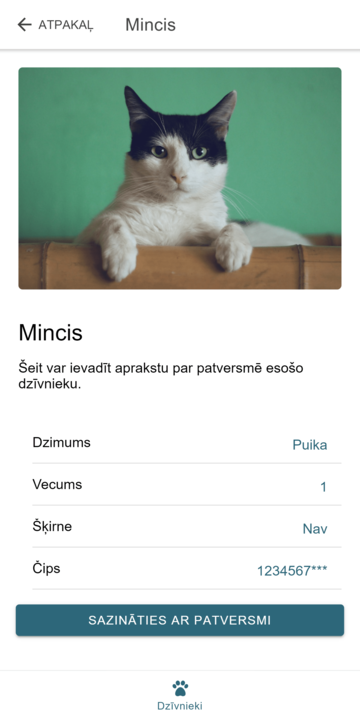 ATPAKAĻ Mincis
Mincis
Šeit var ievadīt aprakstu par patversmē esošo
dzīvnieku.
Dzimums Puika
Vecums 1
Šķirne Nav
Čips 1234567***
SAZINĀTIES AR PATVERSMI
Dzīvnieki